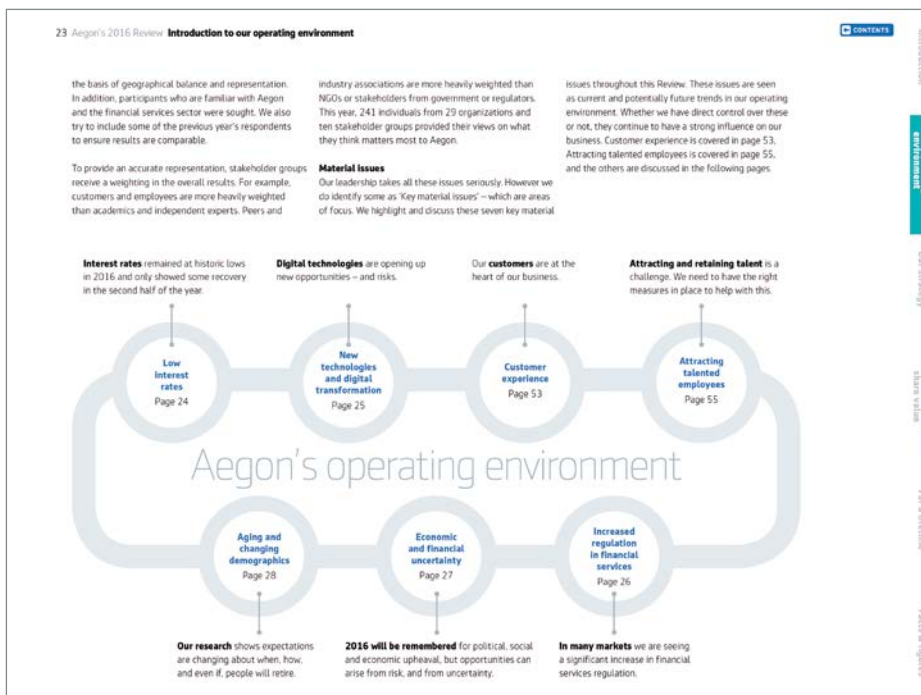 23 Aegon's 2016 Review Introduction to our operating environment
CONTENTS
the basis of geographical balance and representation.
In addition, participants who are familiar with Aegon
and the financial services sector were sought. We also
try to include some of the previous year's respondents
to ensure results are comparable.
To provide an accurate representation, stakeholder groups
receive a weighting in the overall results. For example,
customers and employees are more heavily weighted
than academics and independent experts. Peers and
industry associations are more heavily weighted than
NGOs or stakeholders from government or regulators.
This year, 241 individuals from 29 organizations and
ten stakeholder groups provided their views on what
they think matters most to Aegon.
Material issues
Our leadership takes all these issues seriously. However we
do identify some as 'Key material issues' – which are areas
of focus. We highlight and discuss these seven key material
issues throughout this Review. These issues are seen
as current and potentially future trends in our operating
environment. Whether we have direct control over these
or not, they continue to have a strong influence on our
business. Customer experience is covered in page 53,
Attracting talented employees is covered in page 55,
and the others are discussed in the following pages.
Interest rates remained at historic lows
in 2016 and only showed some recovery
in the second half of the year.
Digital technologies are opening up
new opportunities – and risks.
Our customers are at the
heart of our business.
Attracting and retaining talent is a
challenge. We need to have the right
measures in place to help with this.
Low
interest
rates
Page 24
New
technologies
and digital
transformation
Page 25
Customer
experience
Page 53
Attracting
talented
employees
Page 55
Aegon's operating environment
Aging and
changing
demographics
Page 28
Economic
and financial
uncertainty
Page 27
Increased
regulation
in financial
services
Page 26
Our research shows expectations
are changing about when, how,
and even if, people will retire.
2016 will be remembered for political, social
and economic upheaval, but opportunities can
arise from risk, and from uncertainty.
In many markets we are seeing
a significant increase in financial
services regulation.
environment
share value